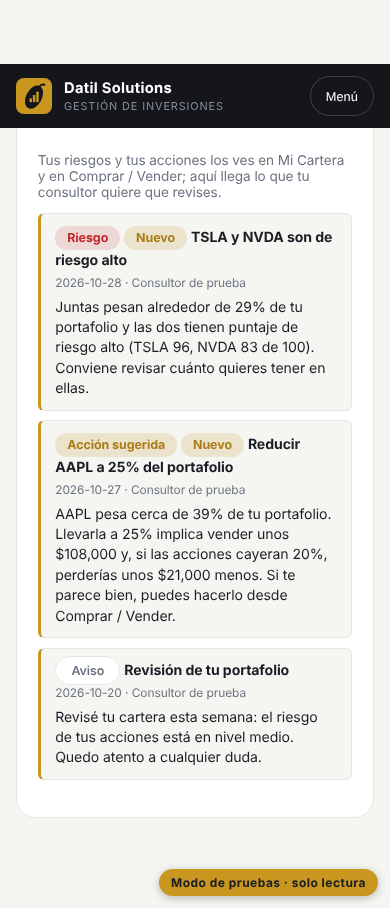 Datil Solutions
GESTIÓN DE INVERSIONES
Menú
Tus riesgos y tus acciones los ves en Mi Cartera
y en Comprar / Vender; aquí llega lo que tu
consultor quiere que revises.
Riesgo Nuevo TSLA y NVDA son de
riesgo alto
2026-10-28 · Consultor de prueba
Juntas pesan alrededor de 29% de tu
portafolio y las dos tienen puntaje de
riesgo alto (TSLA 96, NVDA 83 de 100).
Conviene revisar cuánto quieres tener en
ellas.
Acción sugerida Nuevo Reducir
AAPL a 25% del portafolio
2026-10-27 · Consultor de prueba
AAPL pesa cerca de 39% de tu portafolio.
Llevarla a 25% implica vender unos
$108,000 y, si las acciones cayeran 20%,
perderías unos $21,000 menos. Si te
parece bien, puedes hacerlo desde
Comprar / Vender.
Aviso Revisión de tu portafolio
2026-10-20 · Consultor de prueba
Revisé tu cartera esta semana: el riesgo
de tus acciones está en nivel medio.
Quedo atento a cualquier duda.
Modo de pruebas · solo lectura